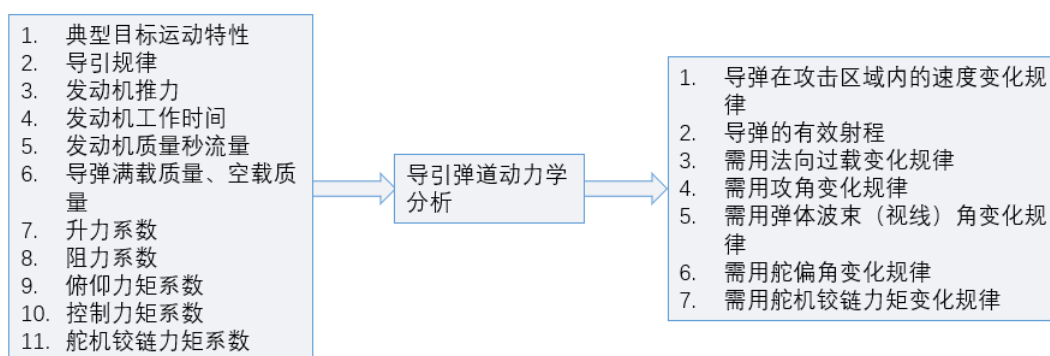 1. 典型目标运动特性
2. 导引规律
3. 发动机推力
4. 发动机工作时间
5. 发动机质量秒流量
6. 导弹满载质量、空载质
量
7. 升力系数
8. 阻力系数
9. 俯仰力矩系数
10. 控制力矩系数
11. 舵机铰链力矩系数
导引弹道动力学
分析
1. 导弹在攻击区域内的速度变化规
律
2. 导弹的有效射程
3. 需用法向过载变化规律
4. 需用攻角变化规律
5. 需用弹体波束（视线）角变化规
律
6. 需用舵偏角变化规律
7. 需用舵机铰链力矩变化规律